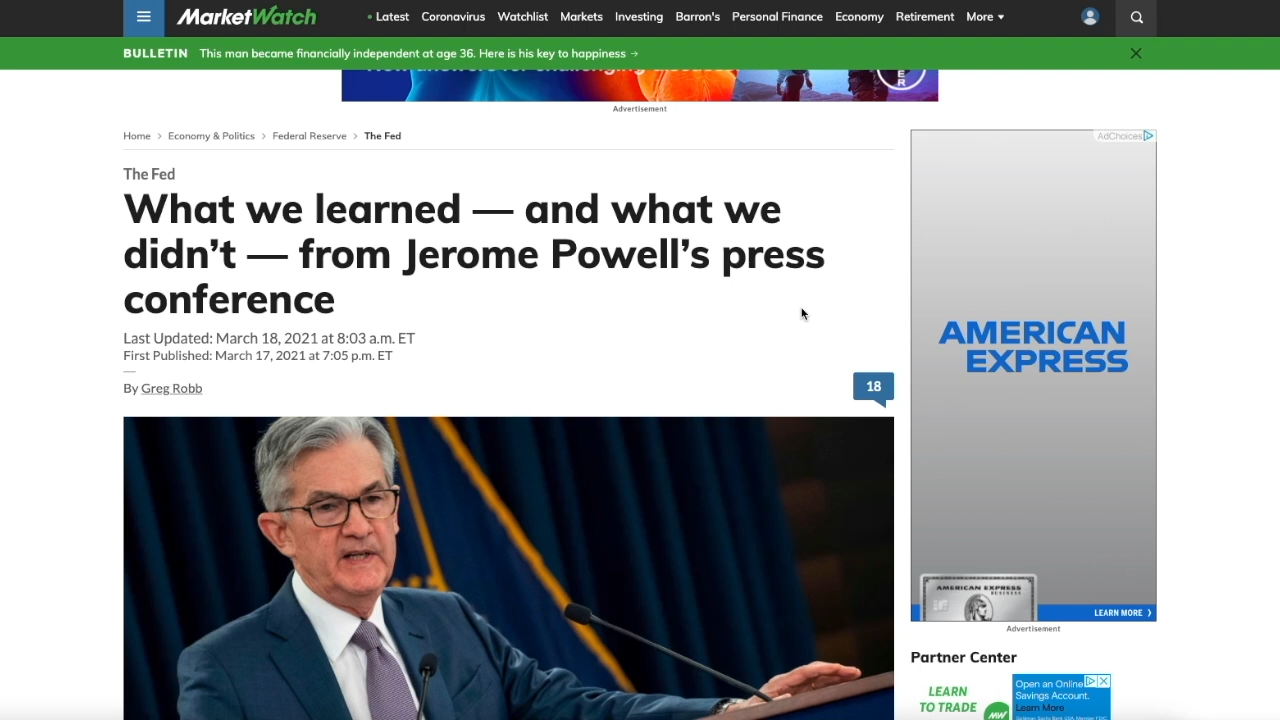 MarketWatch
Latest Coronavirus Watchlist Markets Investing Barron's Personal Finance Economy Retirement More
BULLETIN This man became financially independent at age 36. Here is his key to happiness →
Advertisement
AdChoices
Home > Economy & Politics > Federal Reserve > The Fed
The Fed
What we learned — and what we
didn’t — from Jerome Powell’s press
conference
Last Updated: March 18, 2021 at 8:03 a.m. ET
First Published: March 17, 2021 at 7:05 p.m. ET
By Greg Robb
18
AMERICAN
EXPRESS
AMERICAN EXPRESS
BUSINESS
LEARN MORE
Advertisement
Partner Center
LEARN
TO TRADE
MW
Open an Online
Savings Account.
Learn More